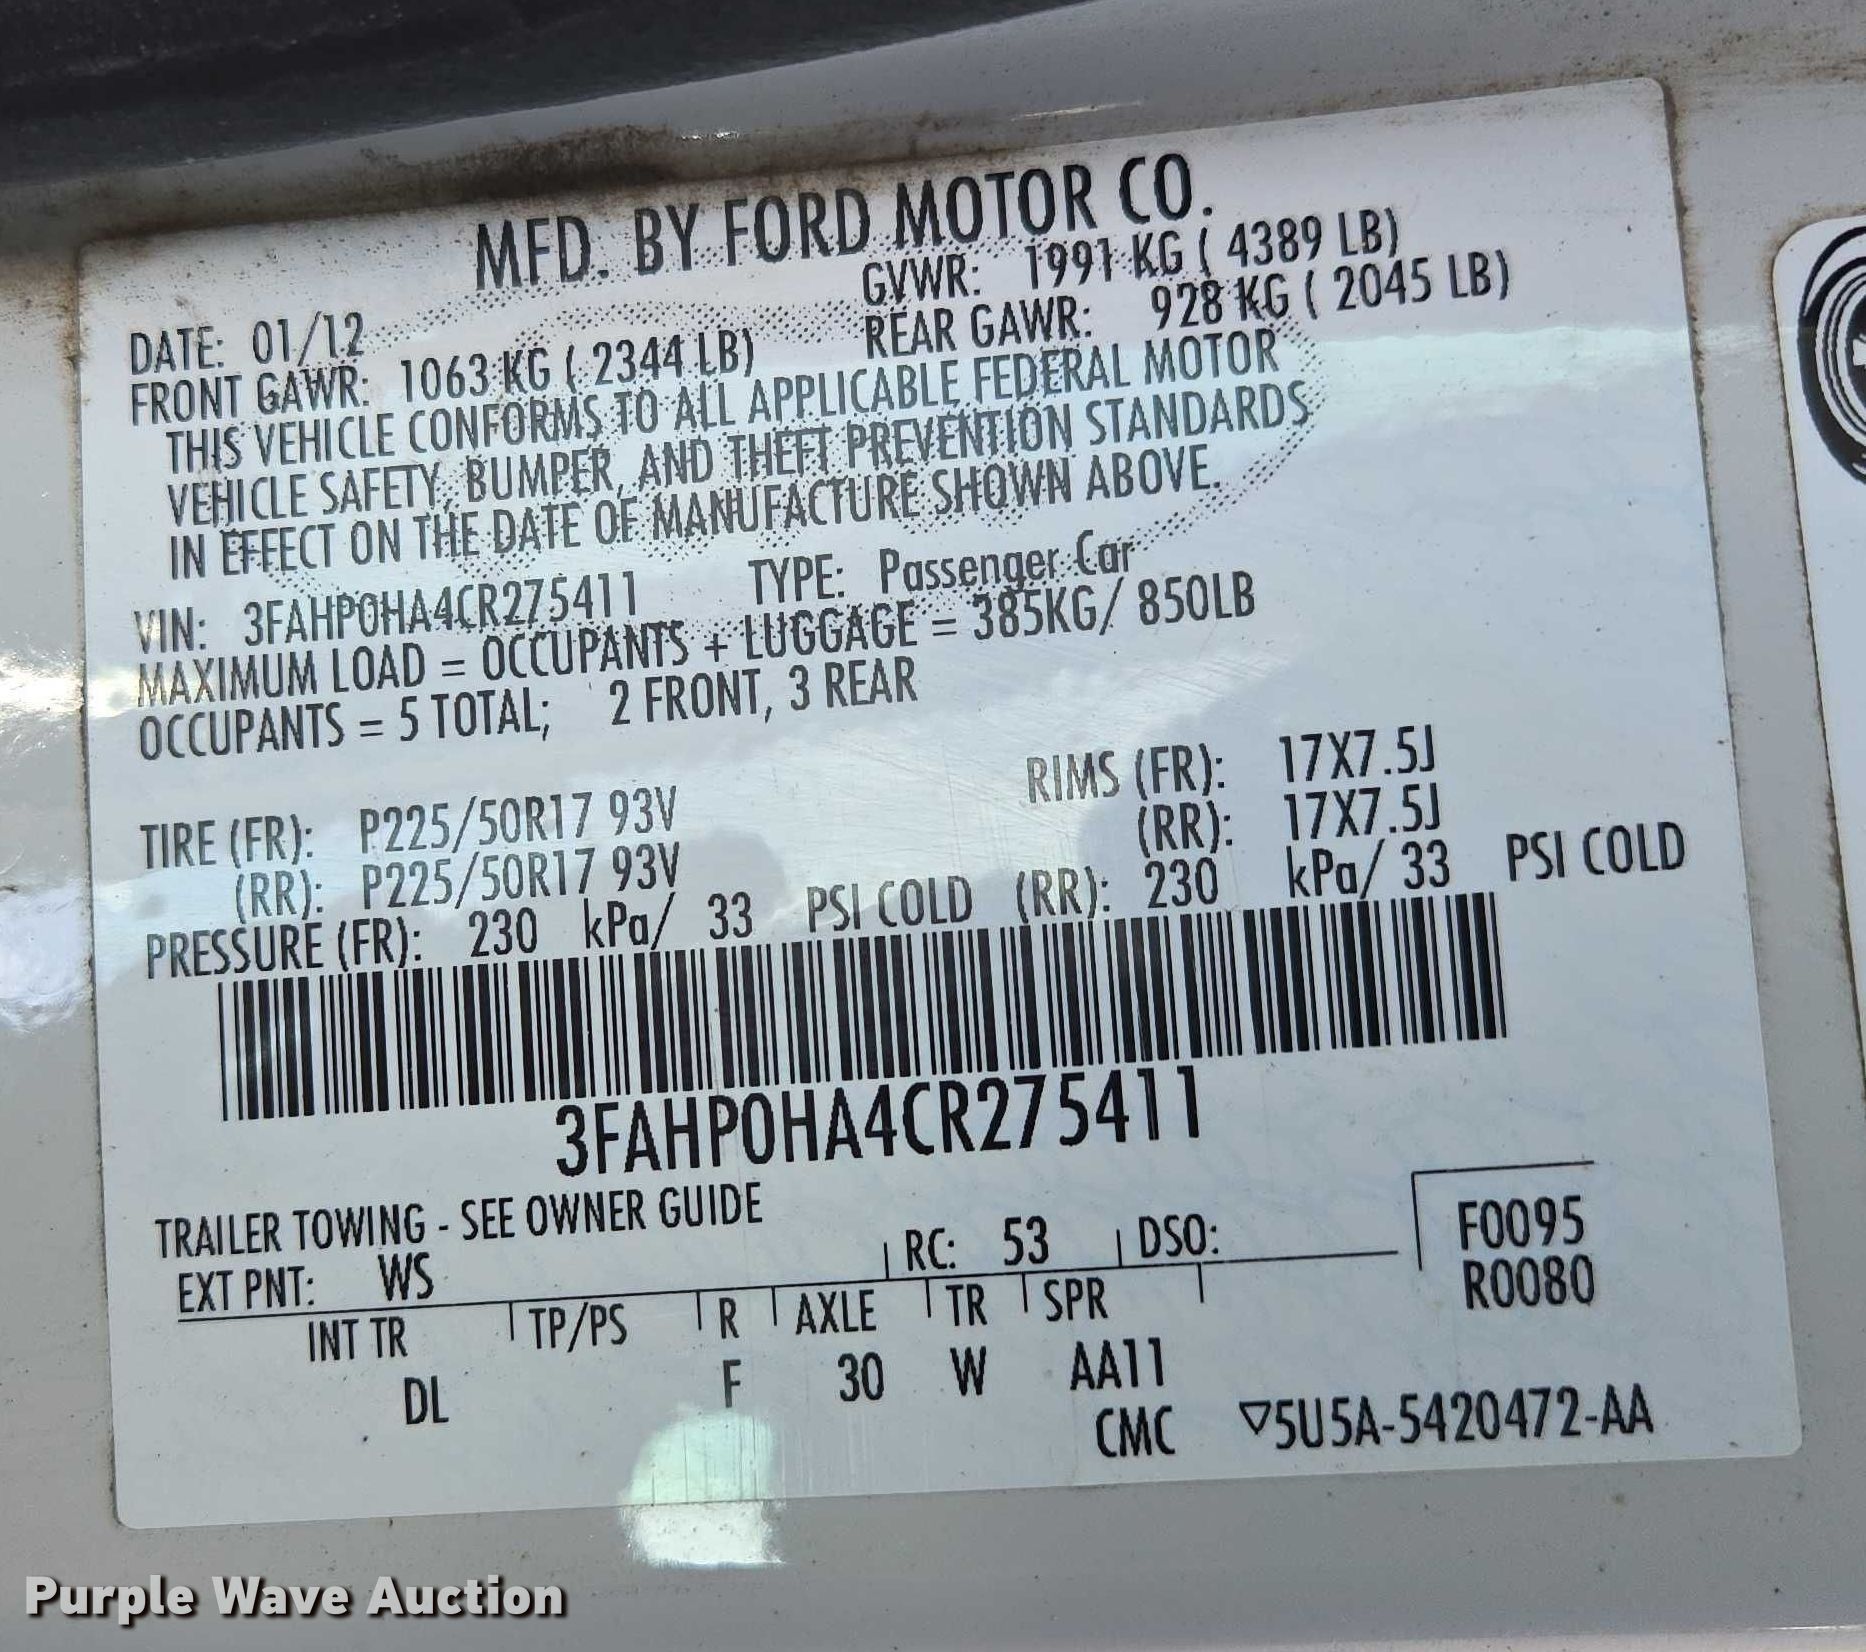 MFD. BY FORD MOTOR CO.
DATE: 01/12 GVWR: 1991 KG ( 4389 LB)
FRONT GAWR: 1063 KG ( 2344 LB) REAR GAWR: 928 KG ( 2045 LB)
THIS VEHICLE CONFORMS TO ALL APPLICABLE FEDERAL MOTOR
VEHICLE SAFETY, BUMPER, AND THEFT PREVENTION STANDARDS
IN EFFECT ON THE DATE OF MANUFACTURE SHOWN ABOVE.
VIN: 3FAHP0HA4CR275411 TYPE: Passenger Car
MAXIMUM LOAD = OCCUPANTS + LUGGAGE = 385KG/ 850LB
OCCUPANTS = 5 TOTAL; 2 FRONT, 3 REAR
TIRE (FR): P225/50R17 93V RIMS (FR): 17X7.5J
(RR): P225/50R17 93V (RR): 17X7.5J
PRESSURE (FR): 230 kPa/ 33 PSI COLD (RR): 230 kPa/ 33 PSI COLD
3FAHP0HA4CR275411
TRAILER TOWING - SEE OWNER GUIDE
EXT PNT: WS RC: 53 DSO: F0095
INT TR TP/PS R AXLE TR SPR R0080
DL F 30 W AA11
CMC ▽5U5A-5420472-AA
Purple Wave Auction